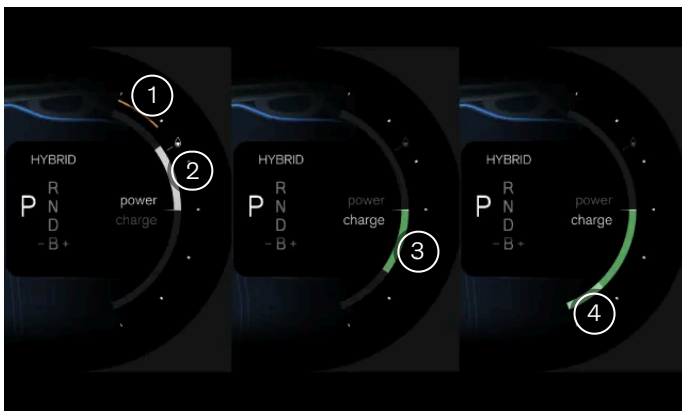 1
2
HYBRID
P
R
N
D
- B +
power
charge
HYBRID
P
R
N
D
- B +
power
charge
3
HYBRID
P
R
N
D
- B +
power
charge
4